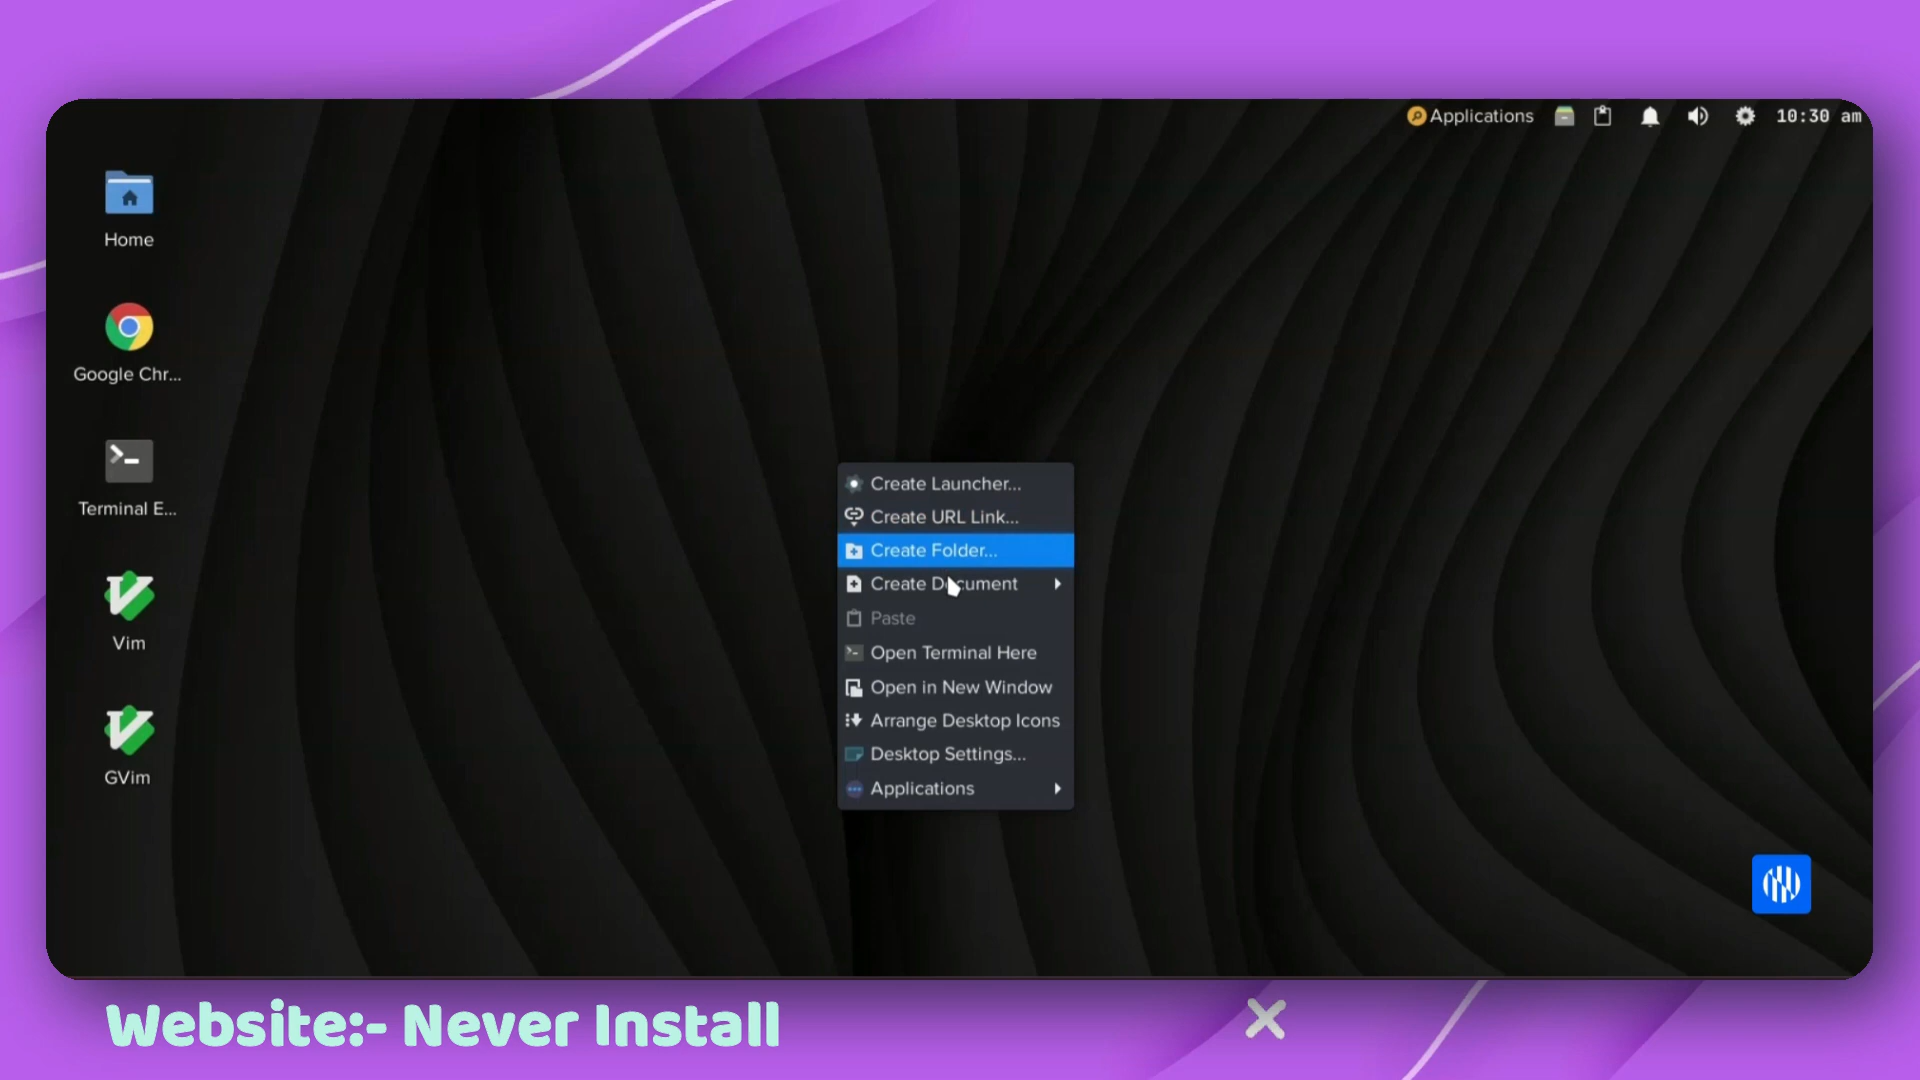 Applications
10:30 am
Home
Google Chr...
Terminal E...
Vim
GVim
Create Launcher...
Create URL Link...
Create Folder...
Create Document
Paste
Open Terminal Here
Open in New Window
Arrange Desktop Icons
Desktop Settings...
Applications
Website:- Never Install